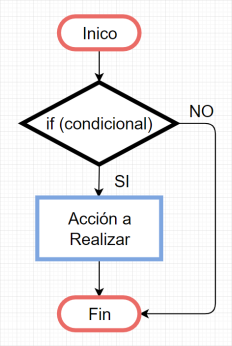 Inico
if (condicional)
NO
SI
Acción a
Realizar
Fin